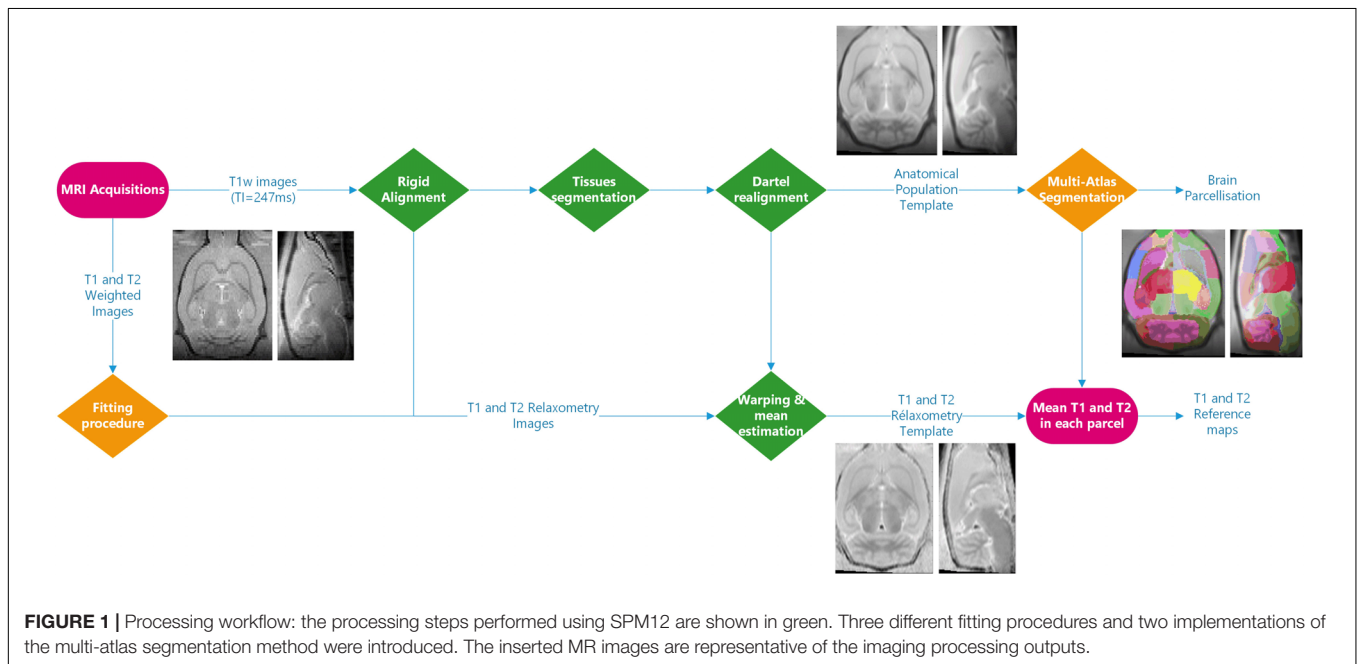 MRI Acquisitions
T1w images
(TI=247ms)
Rigid
Alignment
Tissues
segmentation
Dartel
realignment
Anatomical
Population
Template
Multi-Atlas
Segmentation
Brain
Parcellisation
T1 and T2
Weighted
Images
Fitting
procedure
T1 and T2 Relaxometry
Images
Warping &
mean
estimation
T1 and T2
Rélaxometry
Template
Mean T1 and T2
in each parcel
T1 and T2
Reference
maps
FIGURE 1 | Processing workflow: the processing steps performed using SPM12 are shown in green. Three different fitting procedures and two implementations of
the multi-atlas segmentation method were introduced. The inserted MR images are representative of the imaging processing outputs.